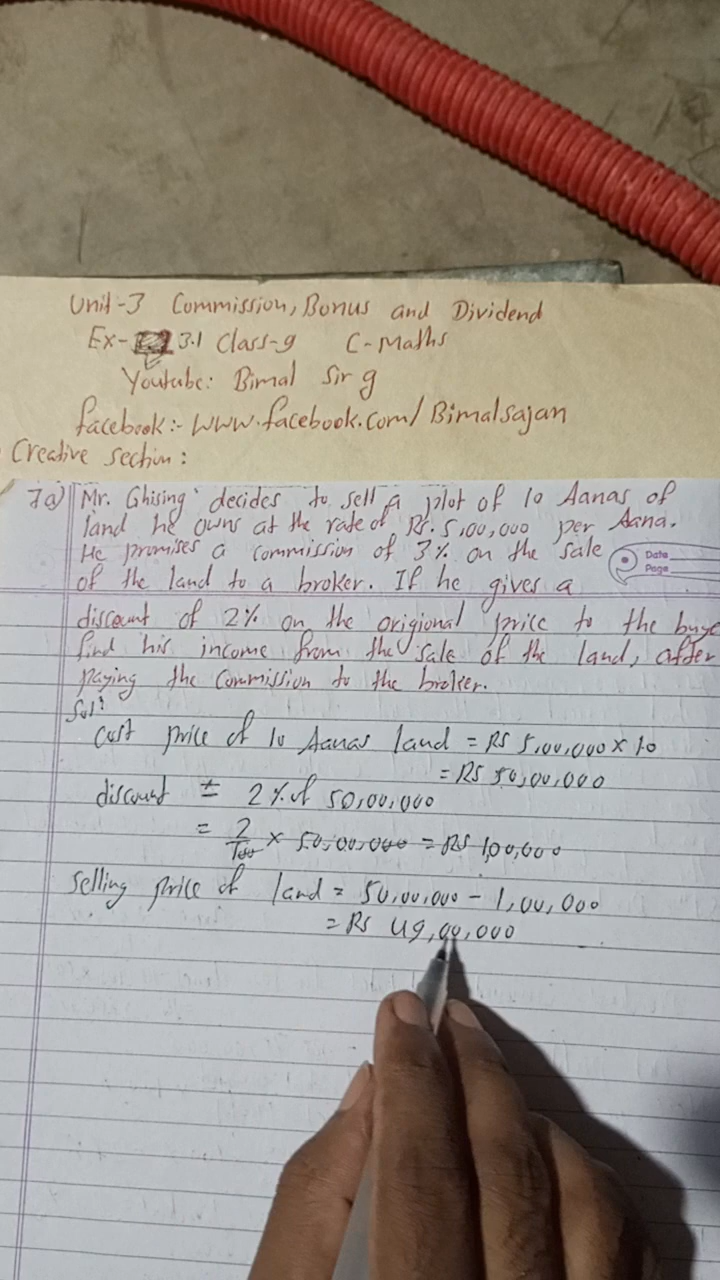 Unit-3 Commission, Bonus and Dividend
Ex- 3.1 Class-9 C-Maths
Youtube: Bimal Sir g
facebook:- www.facebook.com/Bimalsajan
Creative section:
7a) Mr. Ghising decides to sell a plot of 10 Aanas of
land he owns at the rate of Rs. 5,00,000 per Aana.
He promises a commission of 3% on the sale
Date
Page
of the land to a broker. If he gives a
discount of 2% on the origional price to the buye
find his income from the sale of the land, after
paying the commission to the broker.
Sol:
Cost price of 10 Aanas land = Rs 5,00,000 x 10
= Rs 50,00,000
discount = 2% of 50,00,000
= 2/100 × 50,00,000 = Rs 1,00,000
Selling price of land = 50,00,000 - 1,00,000
= Rs 49,00,000